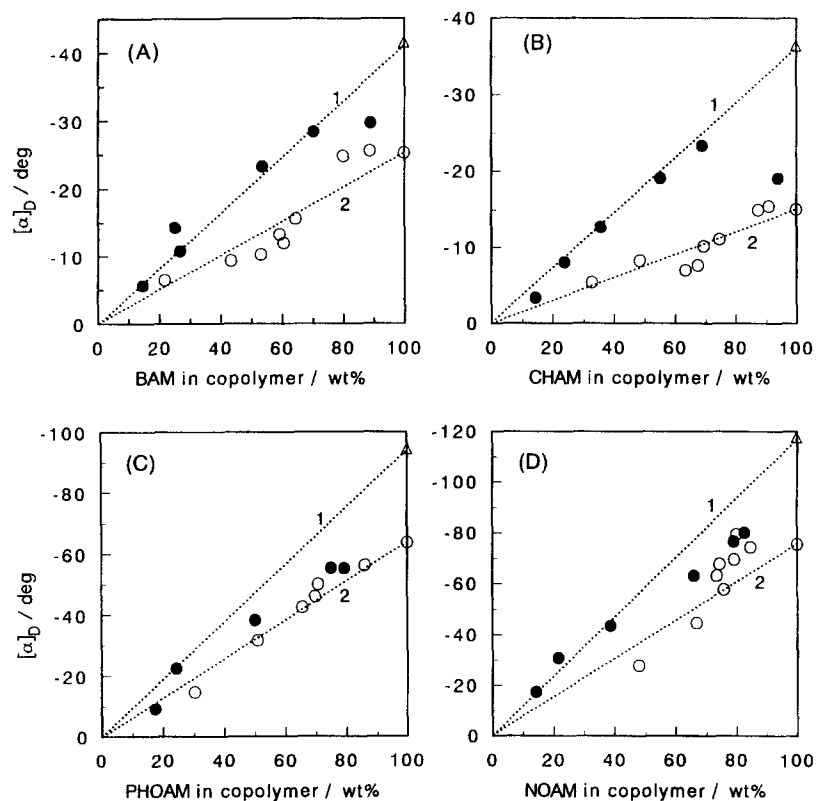 (A)
-40
-30
-20
-10
0
[α]D / deg
1
2
0 20 40 60 80 100
BAM in copolymer / wt%
(B)
-40
-30
-20
-10
0
1
2
0 20 40 60 80 100
CHAM in copolymer / wt%
(C)
-100
-80
-60
-40
-20
0
[α]D / deg
1
2
0 20 40 60 80 100
PHOAM in copolymer / wt%
(D)
-120
-100
-80
-60
-40
-20
0
1
2
0 20 40 60 80 100
NOAM in copolymer / wt%